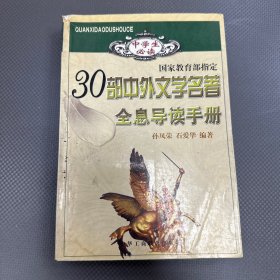 QUANXIDAODUSHOUCE
中学生
必读
国家教育部指定
30部中外文学名著
全息导读手册
孙凤荣 石爱华 编著